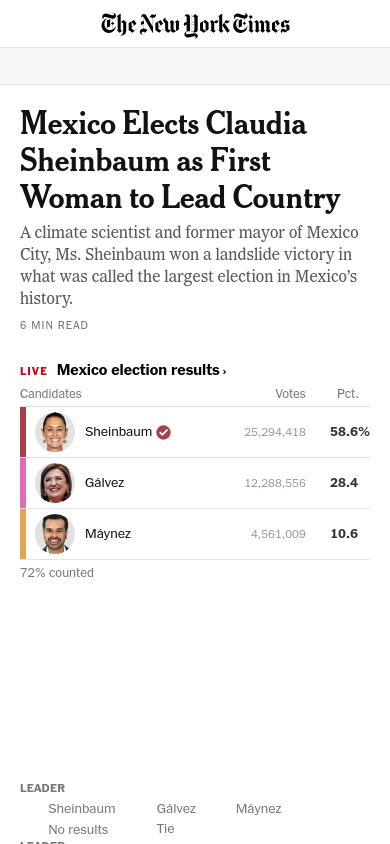 The New York Times
Mexico Elects Claudia
Sheinbaum as First
Woman to Lead Country
A climate scientist and former mayor of Mexico
City, Ms. Sheinbaum won a landslide victory in
what was called the largest election in Mexico’s
history.
6 MIN READ
LIVE Mexico election results ›
Candidates Votes Pct.
Sheinbaum 25,294,418 58.6%
Gálvez 12,288,556 28.4
Máynez 4,561,009 10.6
72% counted
LEADER
Sheinbaum Gálvez Máynez
No results Tie
LEADER